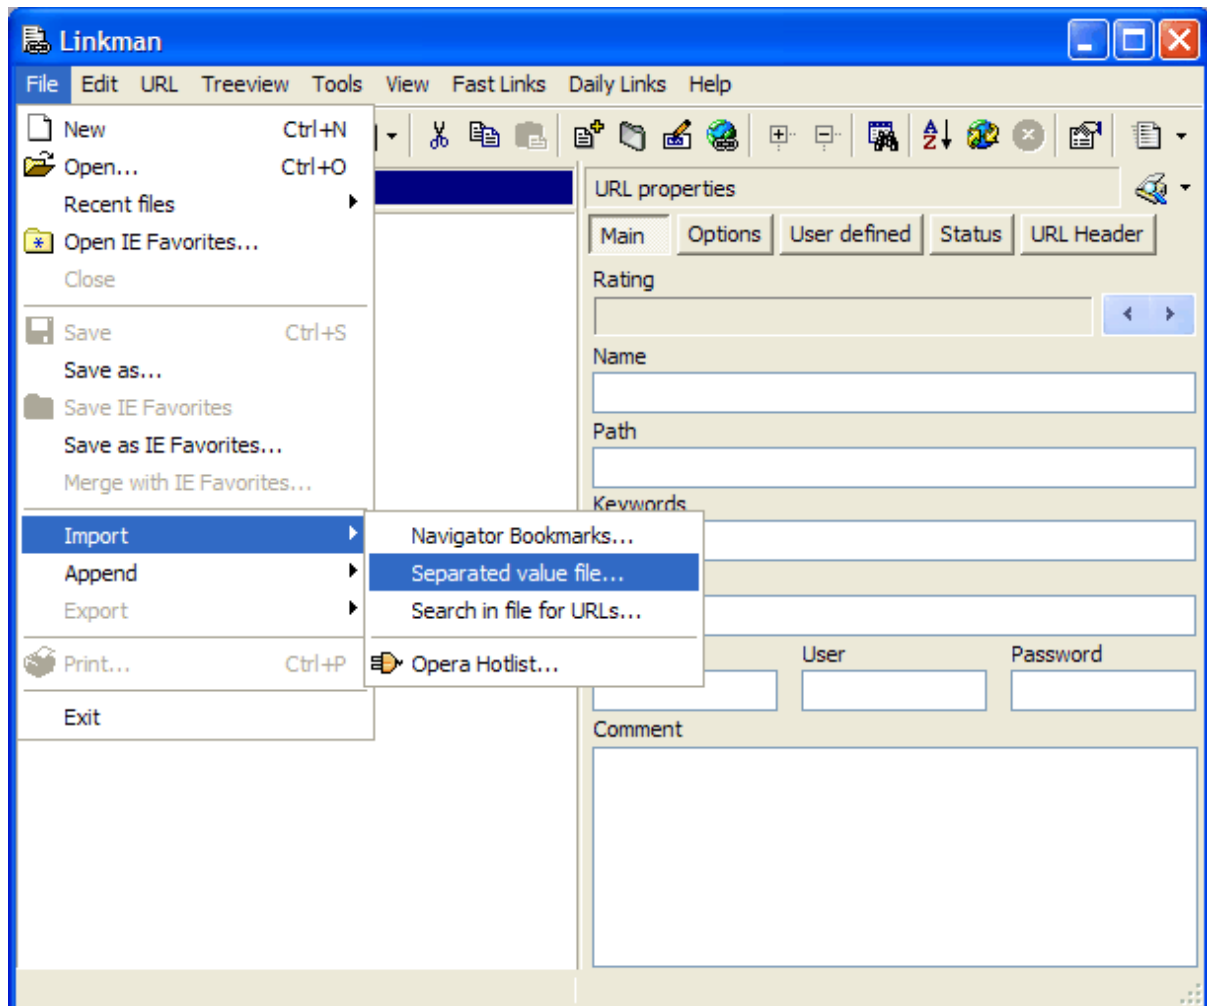 Linkman
File Edit URL Treeview Tools View Fast Links Daily Links Help
New Ctrl+N
Open... Ctrl+O
Recent files
Open IE Favorites...
Close
Save Ctrl+S
Save as...
Save IE Favorites
Save as IE Favorites...
Merge with IE Favorites...
Import
Append
Export
Print... Ctrl+P
Exit
Navigator Bookmarks...
Separated value file...
Search in file for URLs...
Opera Hotlist...
URL properties
Main Options User defined Status URL Header
Rating
Name
Path
Keywords
User Password
Comment